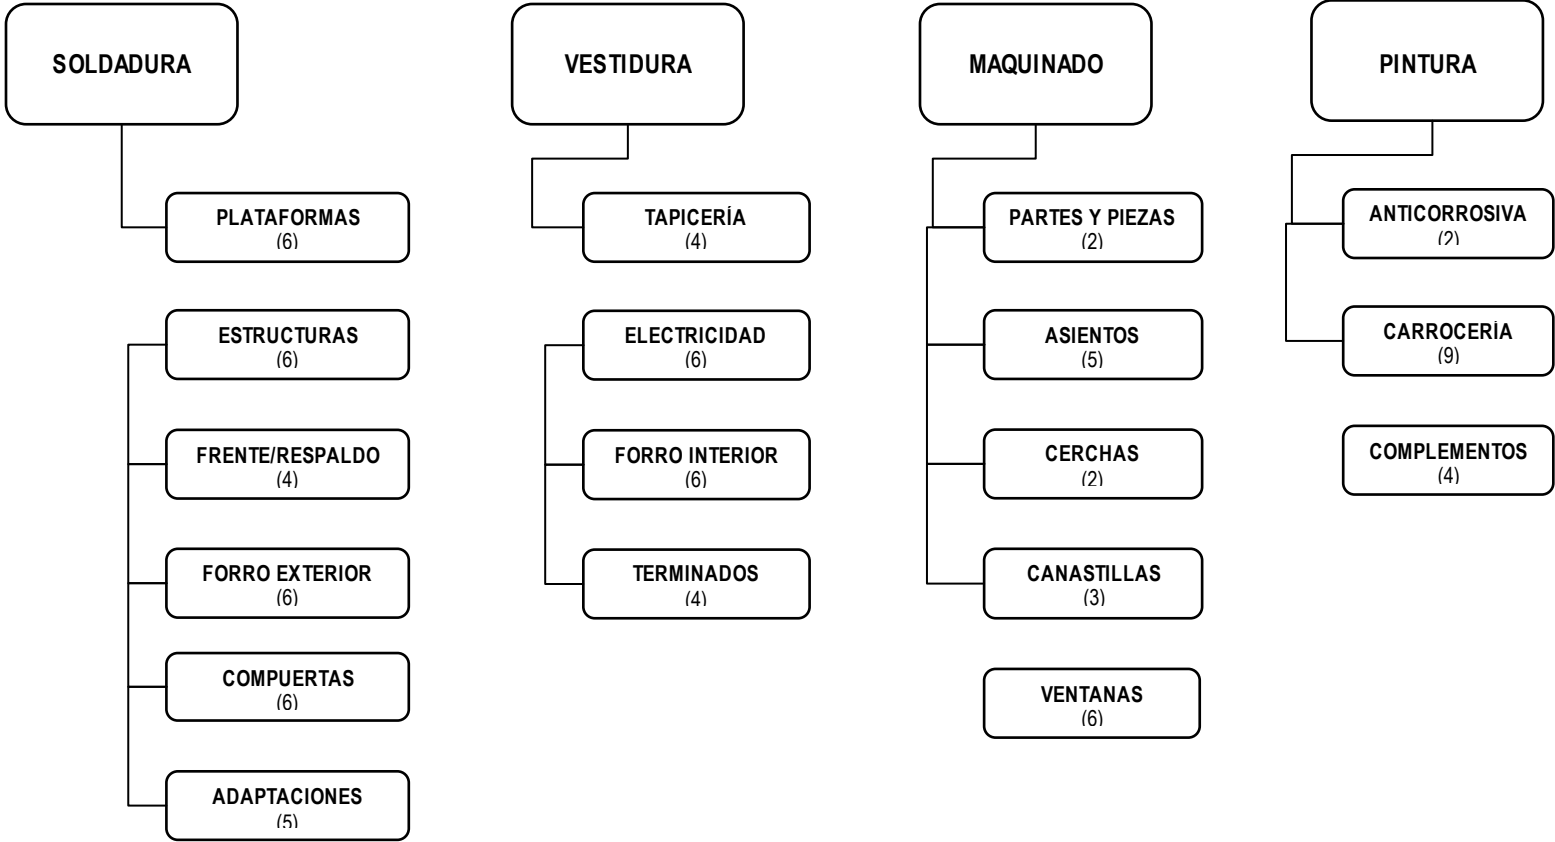 SOLDADURA
PLATAFORMAS
(6)
ESTRUCTURAS
(6)
FRENTE/RESPALDO
(4)
FORRO EXTERIOR
(6)
COMPUERTAS
(6)
ADAPTACIONES
(5)
VESTIDURA
TAPICERÍA
(4)
ELECTRICIDAD
(6)
FORRO INTERIOR
(6)
TERMINADOS
(4)
MAQUINADO
PARTES Y PIEZAS
(2)
ASIENTOS
(5)
CERCHAS
(2)
CANASTILLAS
(3)
VENTANAS
(6)
PINTURA
ANTICORROSIVA
(2)
CARROCERÍA
(9)
COMPLEMENTOS
(4)